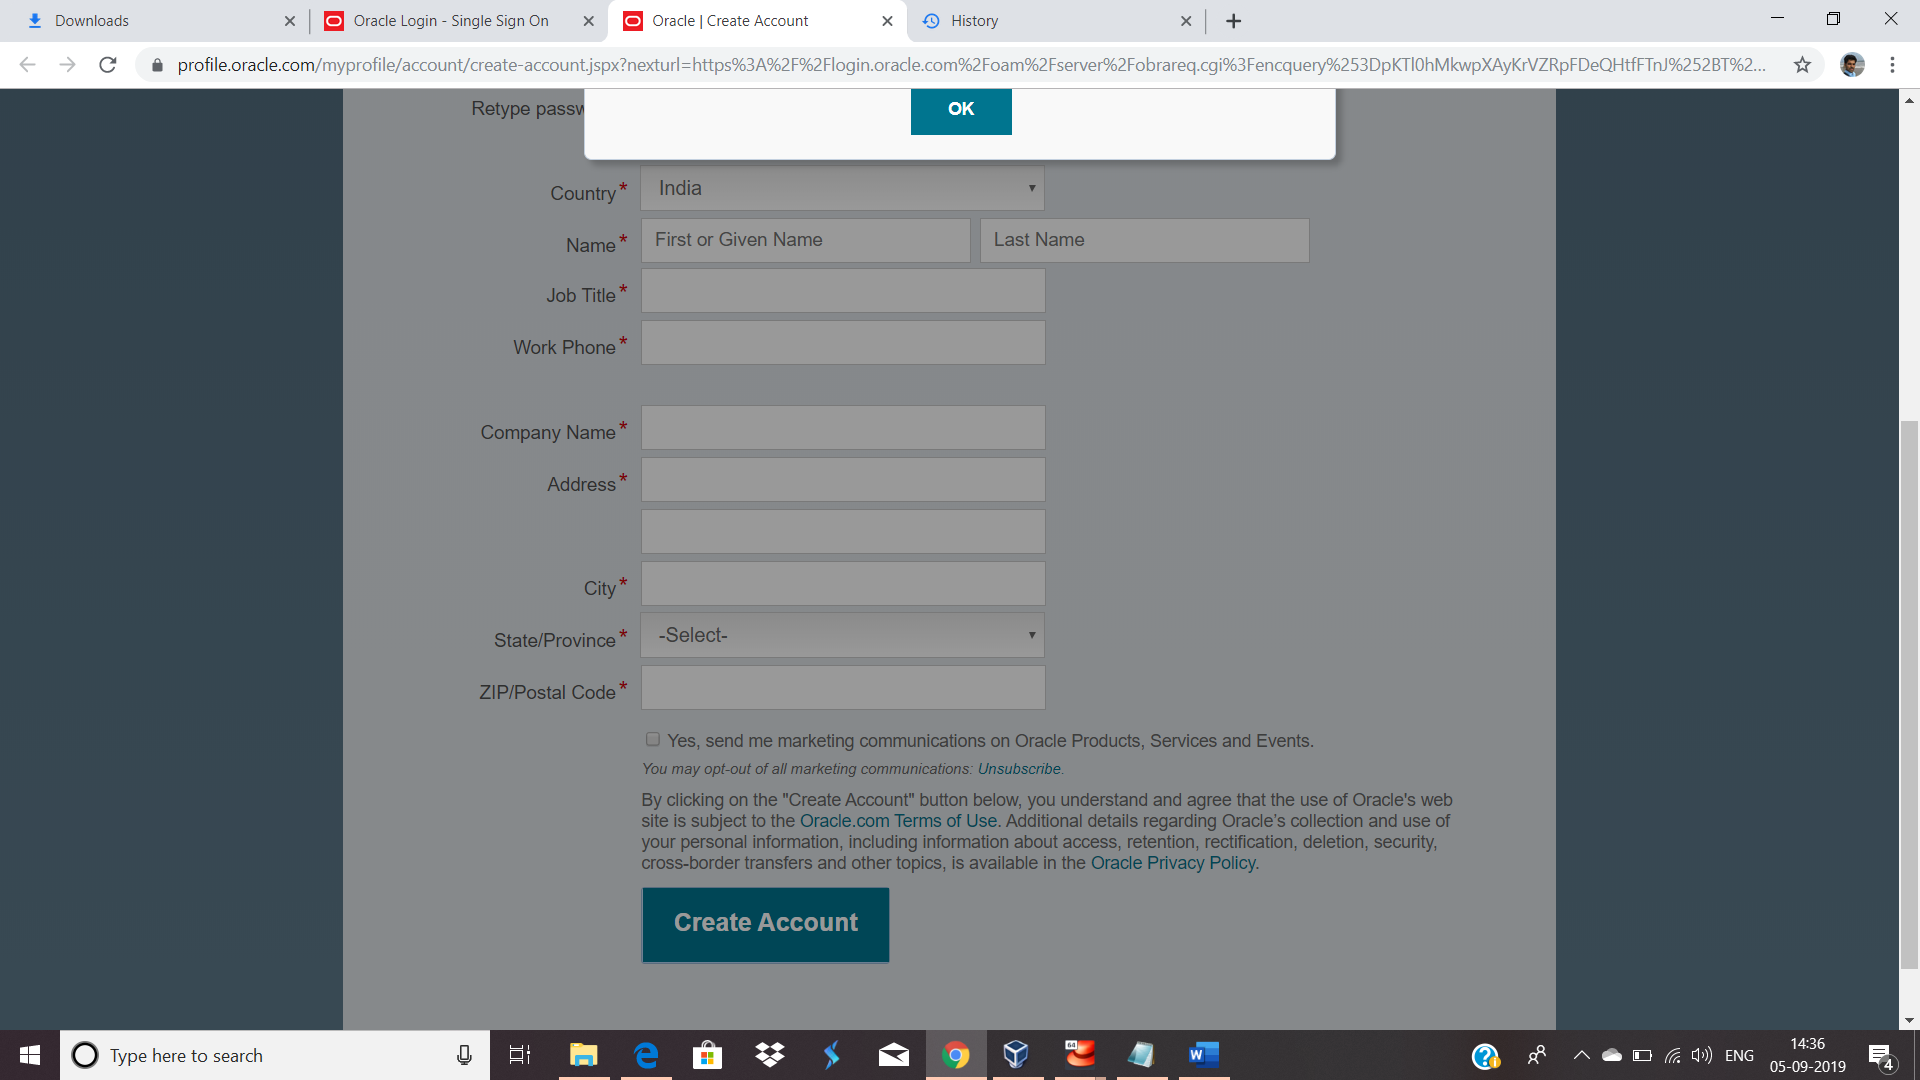 Downloads
Oracle Login - Single Sign On
Oracle | Create Account
History
profile.oracle.com/myprofile/account/create-account.jspx?nexturl=https%3A%2F%2Flogin.oracle.com%2Foam%2Fserver%2Fobrareq.cgi%3Fencquery%253DpKTl0hMkwpXAyKrVZRpFDeQHtfFTnJ%252BT%2...
Retype passw
OK
Country*
India
Name*
First or Given Name
Last Name
Job Title*
Work Phone*
Company Name*
Address*
City*
State/Province*
-Select-
ZIP/Postal Code*
Yes, send me marketing communications on Oracle Products, Services and Events.
You may opt-out of all marketing communications: Unsubscribe.
By clicking on the "Create Account" button below, you understand and agree that the use of Oracle's web
site is subject to the Oracle.com Terms of Use. Additional details regarding Oracle's collection and use of
your personal information, including information about access, retention, rectification, deletion, security,
cross-border transfers and other topics, is available in the Oracle Privacy Policy.
Create Account
Type here to search
64
W
ENG
14:36
05-09-2019
4